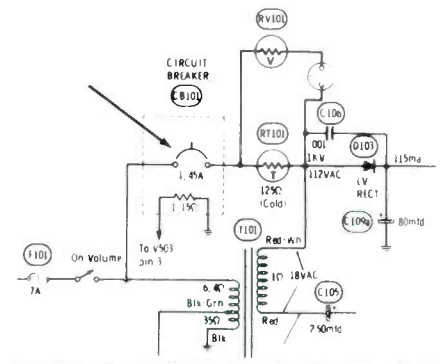 RV101
V
CIRCUIT
BREAKER
CB101
C106
RT101
.001
1KV
D103
115ma
1.45A
T
112VAC
125Ω
(Cold)
LV
RECT
1.15Ω
C109a
80mfd
T101
To V503
pin 3
Red-Wh
F101
On Volume
1Ω
18VAC
C105
7A
6.4Ω
Blk-Grn
35Ω
Red
Blk
250mfd